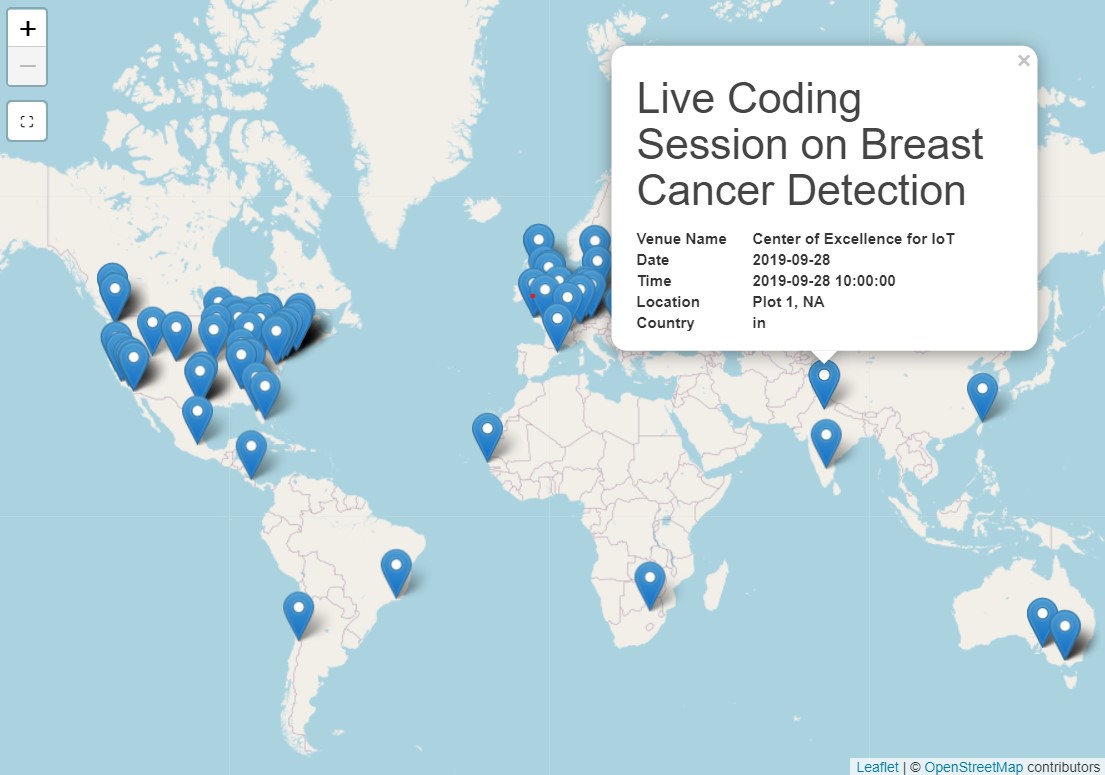 +
−
×
Live Coding
Session on Breast
Cancer Detection
Venue Name Center of Excellence for IoT
Date 2019-09-28
Time 2019-09-28 10:00:00
Location Plot 1, NA
Country in
Leaflet | © OpenStreetMap contributors